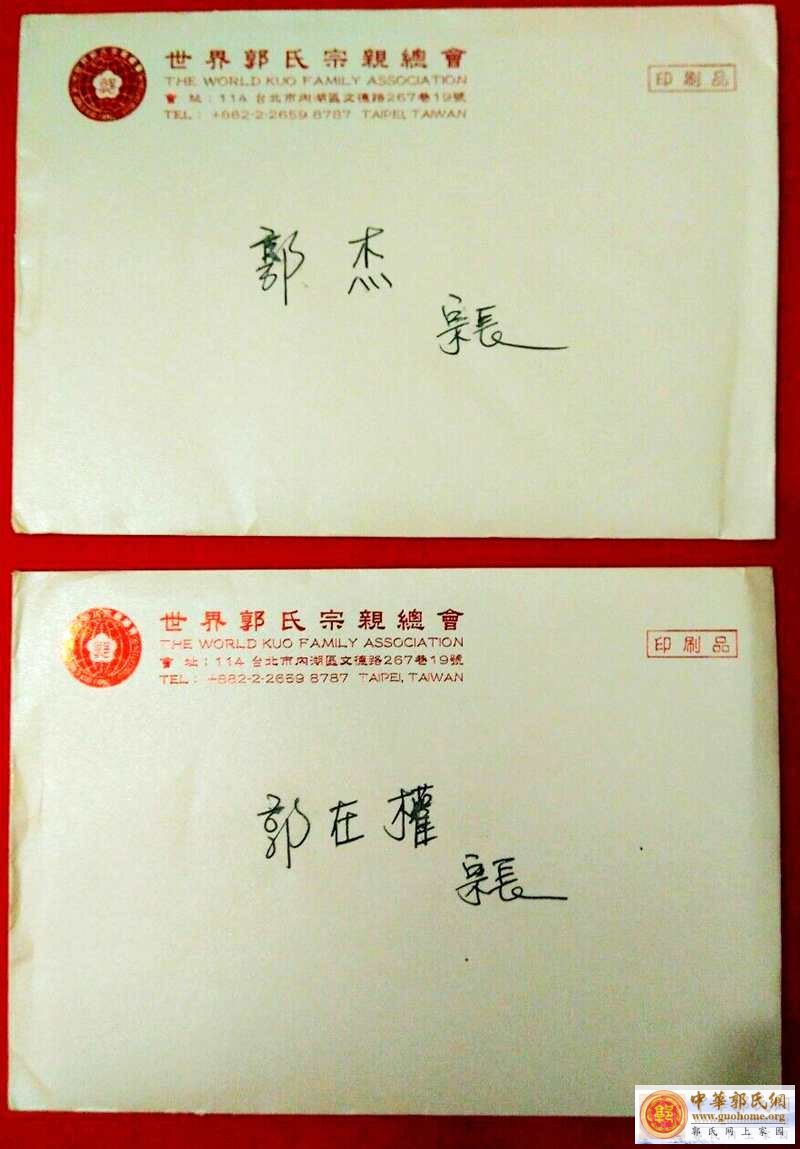 世界郭氏宗親總會
THE WORLD KUO FAMILY ASSOCIATION
會 址：114 台北市內湖區文德路267巷19號
TEL： +882-2-2659 8787 TAIPEI, TAIWAN
印刷品
郭 杰
宗長
世界郭氏宗親總會
THE WORLD KUO FAMILY ASSOCIATION
會 址：114 台北市內湖區文德路267巷19號
TEL： +882-2-2659 8787 TAIPEI, TAIWAN
印刷品
郭在權
宗長
中華郭氏網
www.guohome.org
郭氏网上家园